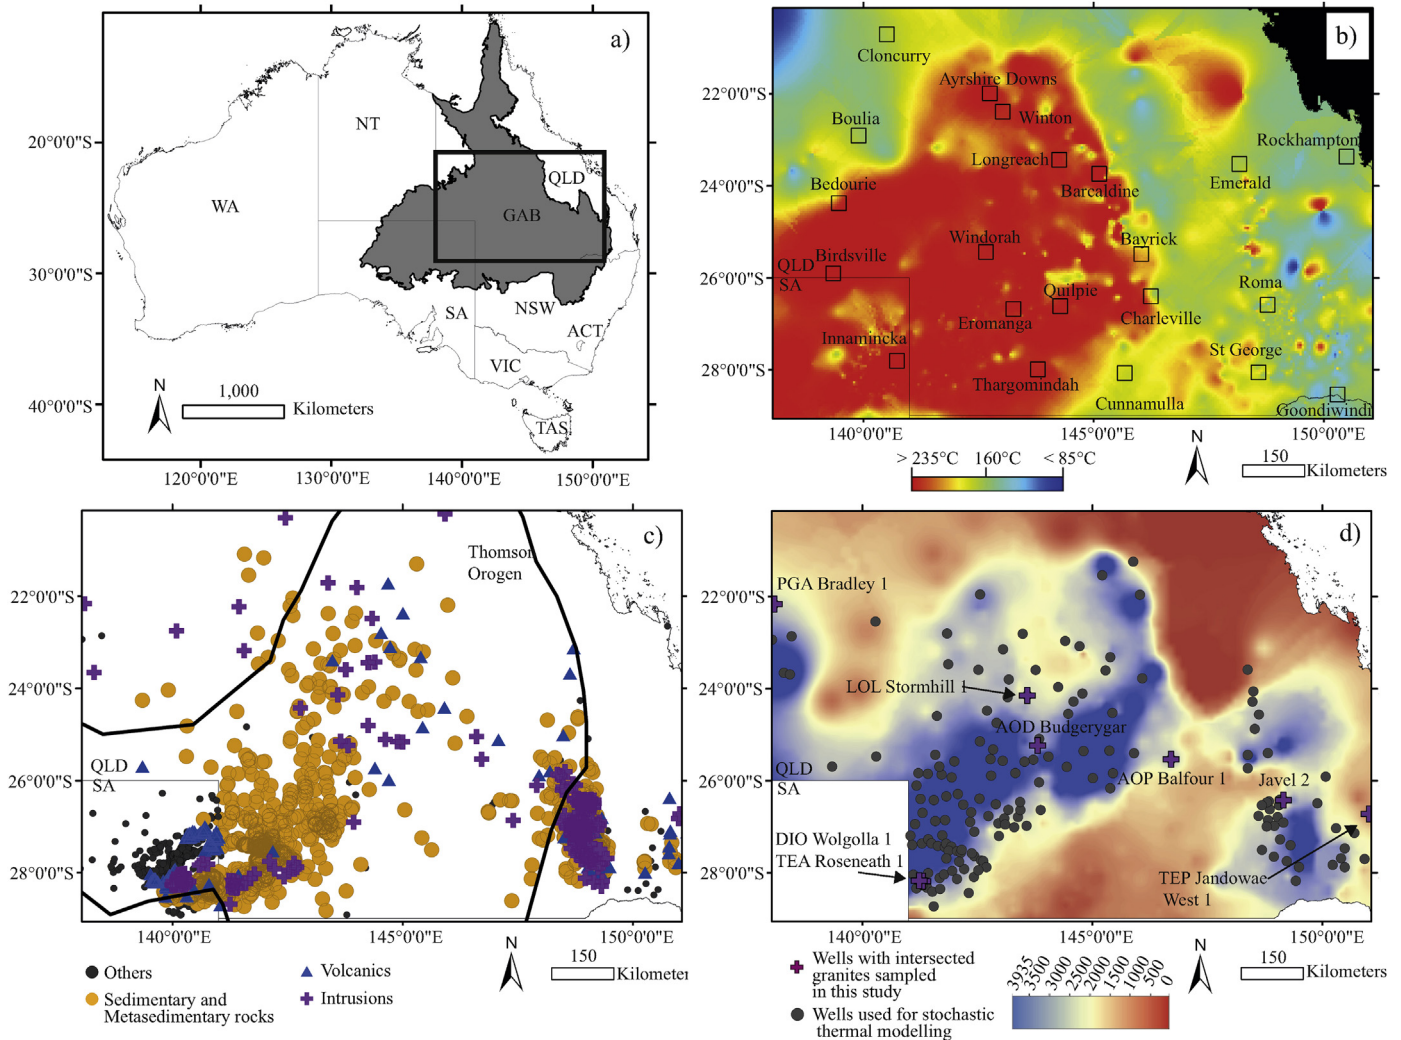 a)
NT
QLD
WA
GAB
SA
NSW
ACT
VIC
TAS
N
1,000
Kilometers
20°0'0"S
30°0'0"S
40°0'0"S
120°0'0"E
130°0'0"E
140°0'0"E
150°0'0"E
b)
Cloncurry
Ayrshire Downs
Winton
Boulia
Rockhampton
Longreach
Emerald
Bedourie
Barcaldine
Windorah
Bayrick
QLD
Birdsville
SA
Roma
Quilpie
Eromanga
Charleville
Innamincka
St George
Thargomindah
Cunnamulla
Goondiwindi
22°0'0"S
24°0'0"S
26°0'0"S
28°0'0"S
140°0'0"E
145°0'0"E
150°0'0"E
> 235°C
160°C
< 85°C
N
150
Kilometers
c)
Thomson
Orogen
QLD
SA
22°0'0"S
24°0'0"S
26°0'0"S
28°0'0"S
140°0'0"E
145°0'0"E
150°0'0"E
Others
Sedimentary and
Metasedimentary rocks
Volcanics
Intrusions
N
150
Kilometer
d)
PGA Bradley 1
LOL Stormhill 1
AOD Budgerygar
QLD
SA
AOP Balfour 1
Javel 2
DIO Wolgolla 1
TEA Roseneath 1
TEP Jandowae
West 1
22°0'0"S
24°0'0"S
26°0'0"S
28°0'0"S
140°0'0"E
145°0'0"E
150°0'0"E
Wells with intersected
granites sampled
in this study
Wells used for stochastic
thermal modelling
3935
3500
3000
2500
2000
1500
1000
500
0
N
150
Kilometers